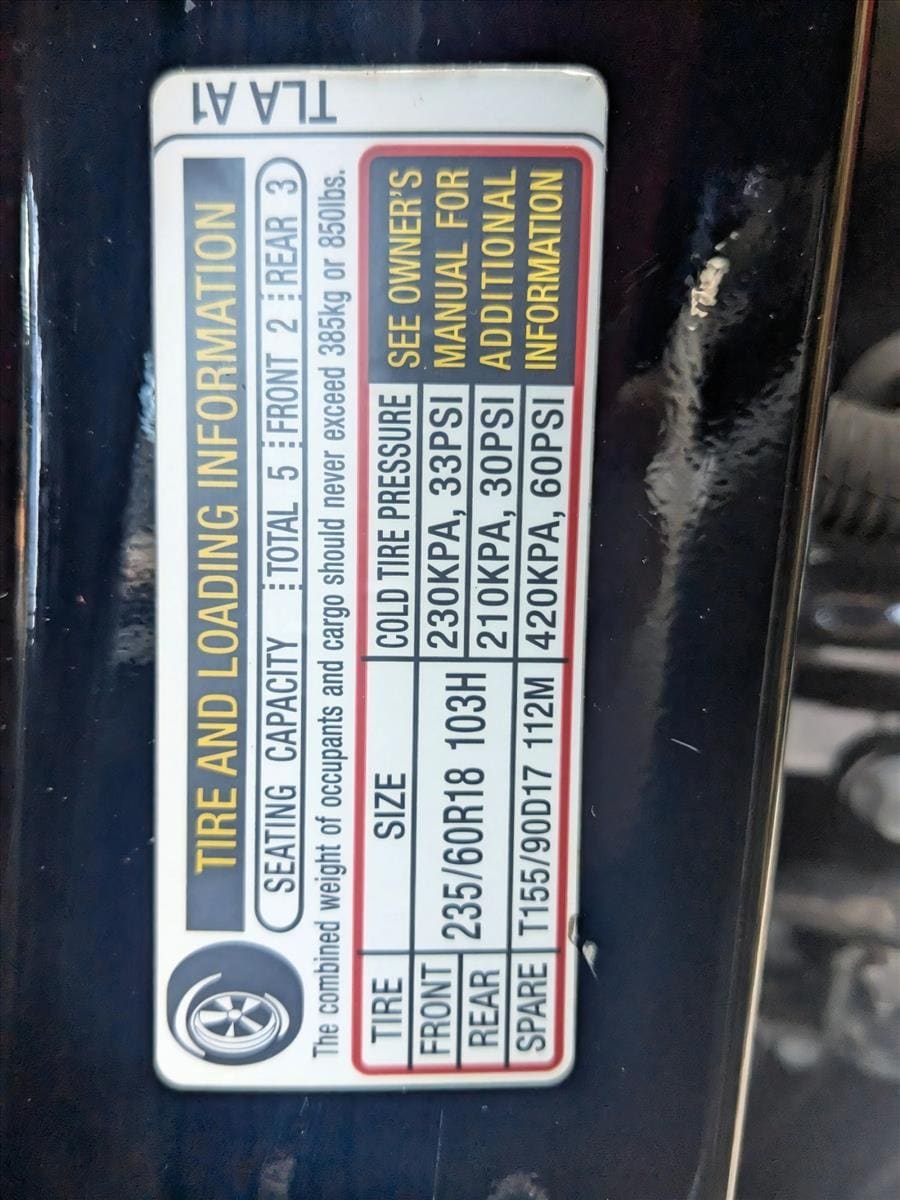 TLA A1
TIRE AND LOADING INFORMATION
SEATING CAPACITY TOTAL 5 FRONT 2 REAR 3
The combined weight of occupants and cargo should never exceed 385kg or 850lbs.
TIRE SIZE COLD TIRE PRESSURE
FRONT 235/60R18 103H 230KPA, 33PSI
REAR 210KPA, 30PSI
SPARE T155/90D17 112M 420KPA, 60PSI
SEE OWNER'S
MANUAL FOR
ADDITIONAL
INFORMATION